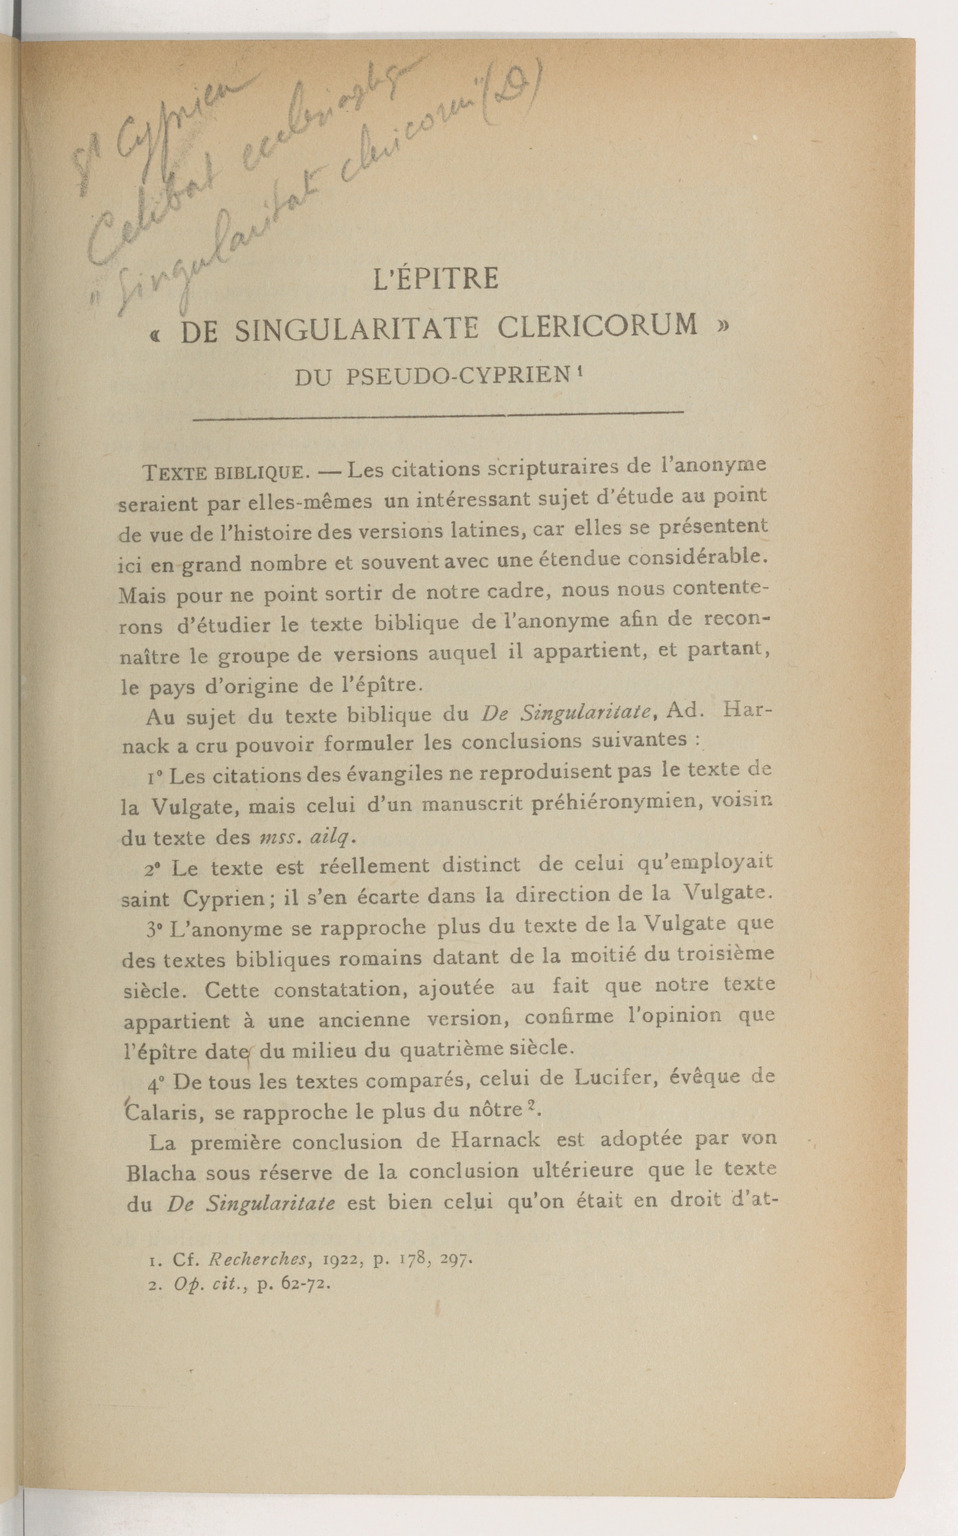 St Cyprien
Celibat ecclesiastiq
"Singularitat clericorum" (De)
L'ÉPITRE
« DE SINGULARITATE CLERICORUM »
DU PSEUDO-CYPRIEN¹
TEXTE BIBLIQUE. — Les citations scripturaires de l'anonyme
seraient par elles-mêmes un intéressant sujet d'étude au point
de vue de l'histoire des versions latines, car elles se présentent
ici en grand nombre et souvent avec une étendue considérable.
Mais pour ne point sortir de notre cadre, nous nous contente-
rons d'étudier le texte biblique de l'anonyme afin de recon-
naître le groupe de versions auquel il appartient, et partant,
le pays d'origine de l'épître.
Au sujet du texte biblique du De Singularitate, Ad. Har-
nack a cru pouvoir formuler les conclusions suivantes :
1° Les citations des évangiles ne reproduisent pas le texte de
la Vulgate, mais celui d'un manuscrit préhiéronymien, voisin
du texte des mss. ailq.
2° Le texte est réellement distinct de celui qu'employait
saint Cyprien ; il s'en écarte dans la direction de la Vulgate.
3° L'anonyme se rapproche plus du texte de la Vulgate que
des textes bibliques romains datant de la moitié du troisième
siècle. Cette constatation, ajoutée au fait que notre texte
appartient à une ancienne version, confirme l'opinion que
l'épître date du milieu du quatrième siècle.
4° De tous les textes comparés, celui de Lucifer, évêque de
Calaris, se rapproche le plus du nôtre².
La première conclusion de Harnack est adoptée par von
Blacha sous réserve de la conclusion ultérieure que le texte
du De Singularitate est bien celui qu'on était en droit d'at-
1. Cf. Recherches, 1922, p. 178, 297.
2. Op. cit., p. 62-72.